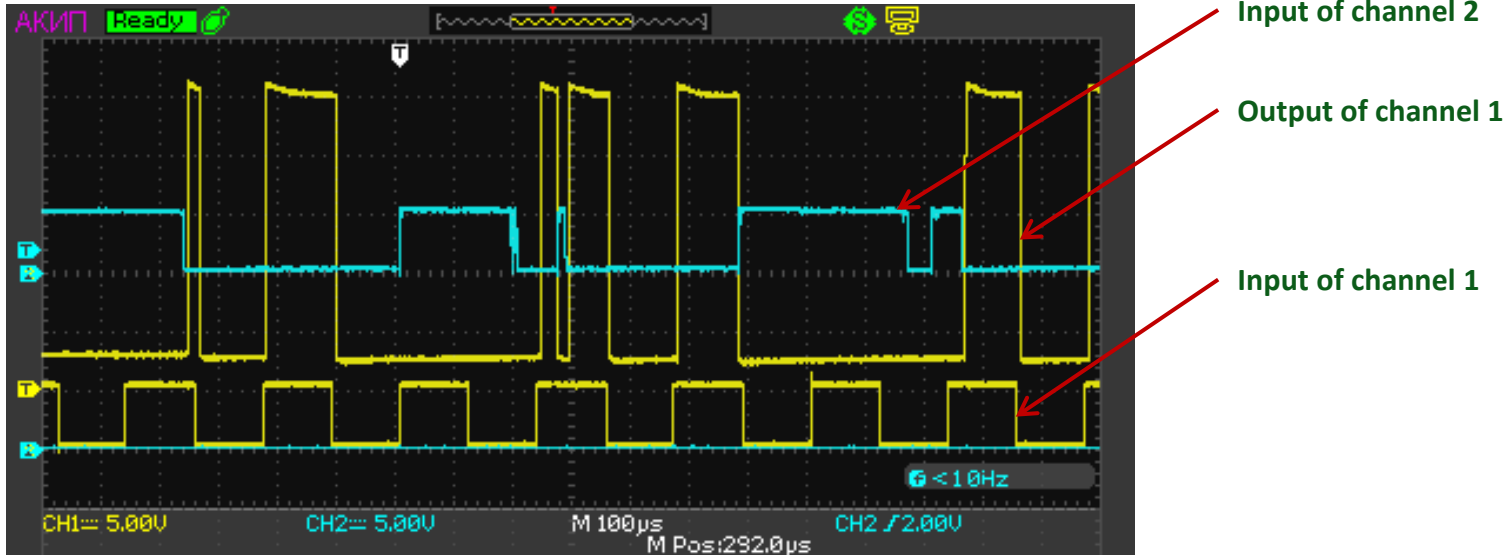 АКИП Ready
Input of channel 2
T
Output of channel 1
T
Input of channel 1
T
f <10Hz
CH1 5.00V CH2 5.00V M 100µs CH2 2.00V
M Pos:292.0µs